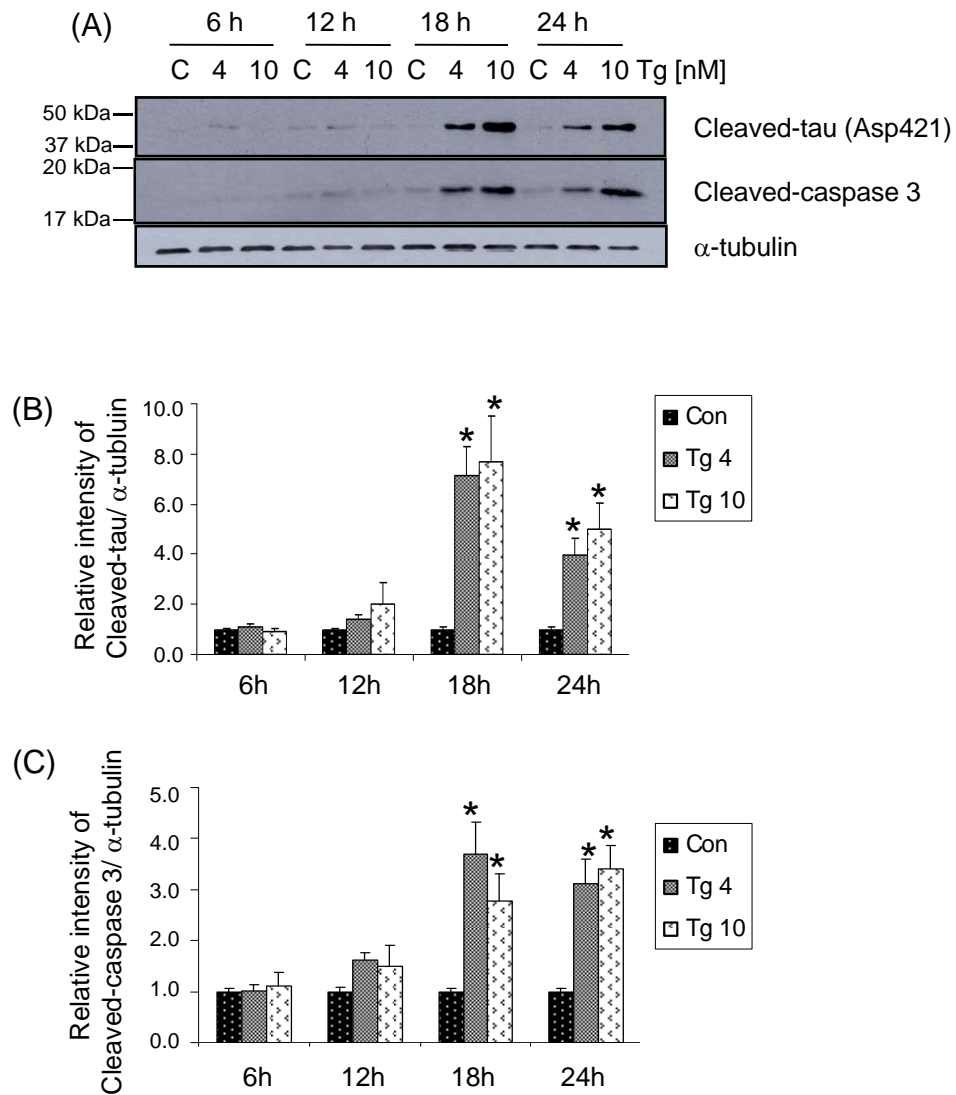 (A)
6 h 12 h 18 h 24 h
C 4 10 C 4 10 C 4 10 C 4 10 Tg [nM]
50 kDa
37 kDa
Cleaved-tau (Asp421)
20 kDa
17 kDa
Cleaved-caspase 3
α-tubulin
(B)
Relative intensity of
Cleaved-tau/ α-tubluin
10.0
8.0
6.0
4.0
2.0
0.0
* * * *
6h 12h 18h 24h
Con
Tg 4
Tg 10
(C)
Relative intensity of
Cleaved-caspase 3/ α-tubulin
5.0
4.0
3.0
2.0
1.0
0.0
* * * *
6h 12h 18h 24h
Con
Tg 4
Tg 10